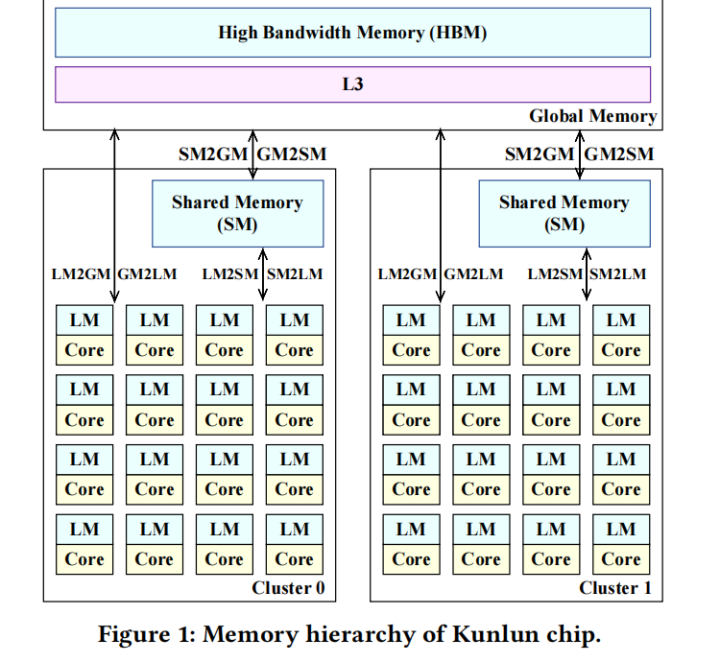 High Bandwidth Memory (HBM)
L3
Global Memory
SM2GM GM2SM SM2GM GM2SM
Shared Memory
(SM)
Shared Memory
(SM)
LM2GM GM2LM LM2SM SM2LM LM2GM GM2LM LM2SM SM2LM
LM LM LM LM LM LM LM LM
Core Core Core Core Core Core Core Core
LM LM LM LM LM LM LM LM
Core Core Core Core Core Core Core Core
LM LM LM LM LM LM LM LM
Core Core Core Core Core Core Core Core
LM LM LM LM LM LM LM LM
Core Core Core Core Core Core Core Core
Cluster 0 Cluster 1
Figure 1: Memory hierarchy of Kunlun chip.